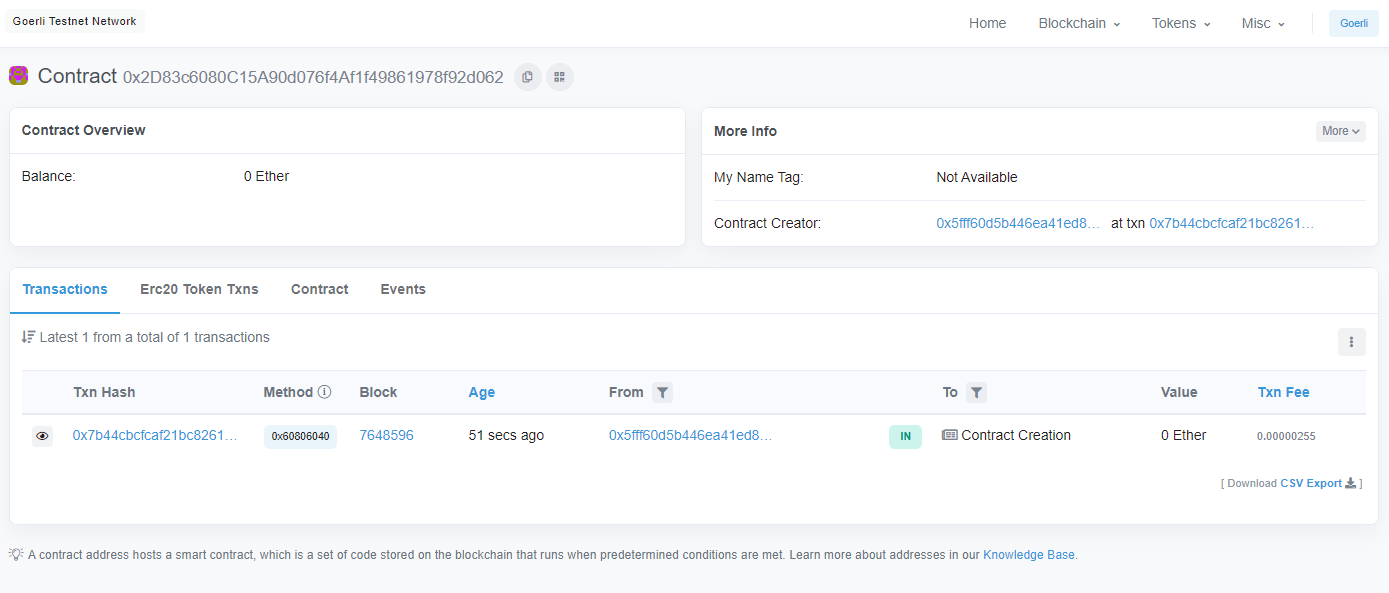 Goerli Testnet Network
Home Blockchain Tokens Misc Goerli
Contract 0x2D83c6080C15A90d076f4Af1f49861978f92d062
Contract Overview
Balance: 0 Ether
More Info More
My Name Tag: Not Available
Contract Creator: 0x5fff60d5b446ea41ed8... at txn 0x7b44cbcfcaf21bc8261...
Transactions Erc20 Token Txns Contract Events
Latest 1 from a total of 1 transactions
Txn Hash Method Block Age From To Value Txn Fee
0x7b44cbcfcaf21bc8261... 0x60806040 7648596 51 secs ago 0x5fff60d5b446ea41ed8... IN Contract Creation 0 Ether 0.00000255
[ Download CSV Export ]
A contract address hosts a smart contract, which is a set of code stored on the blockchain that runs when predetermined conditions are met. Learn more about addresses in our Knowledge Base.